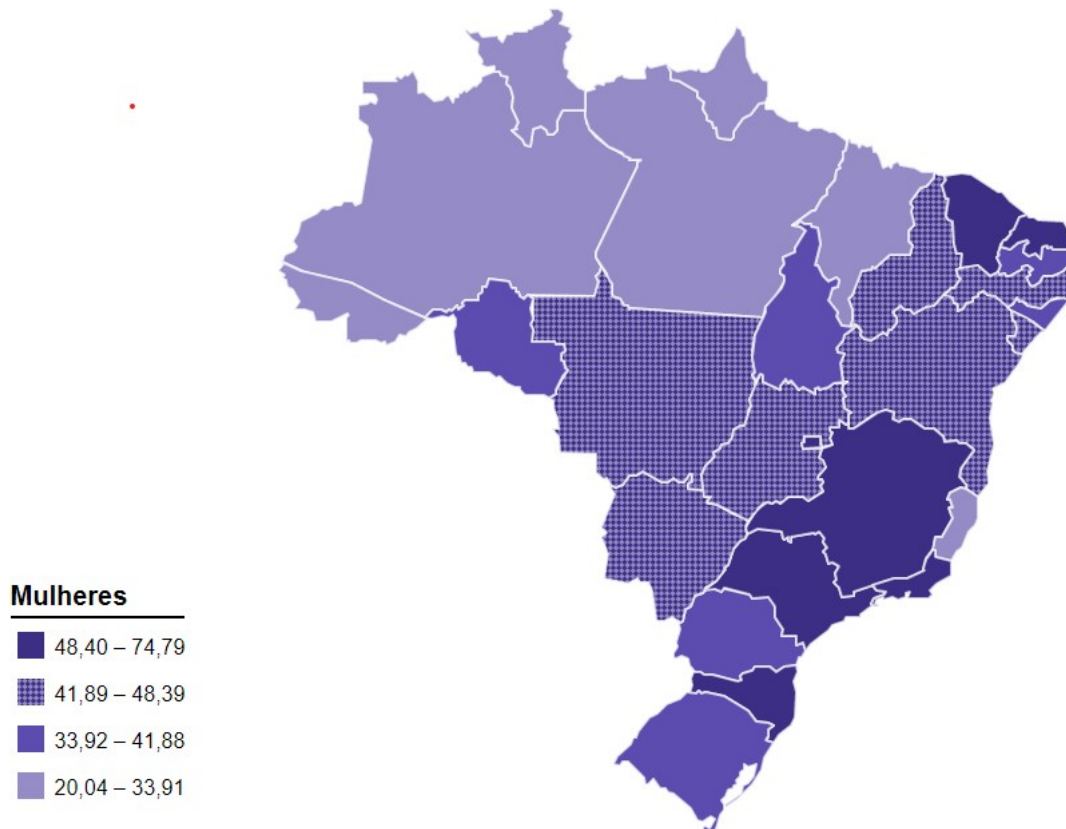 Mulheres
48,40 – 74,79
41,89 – 48,39
33,92 – 41,88
20,04 – 33,91